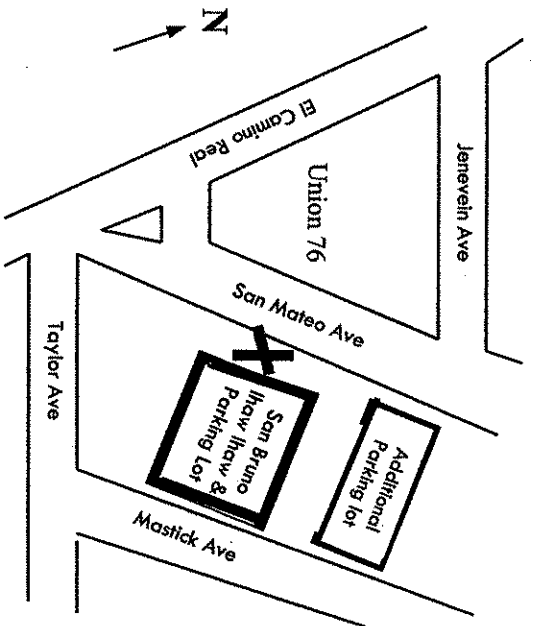 N
El Camino Real
Jenevein Ave
Union 76
San Mateo Ave
Taylor Ave
San Bruno
Ihaw Ihaw &
Parking Lot
Additional
Parking lot
Mastick Ave